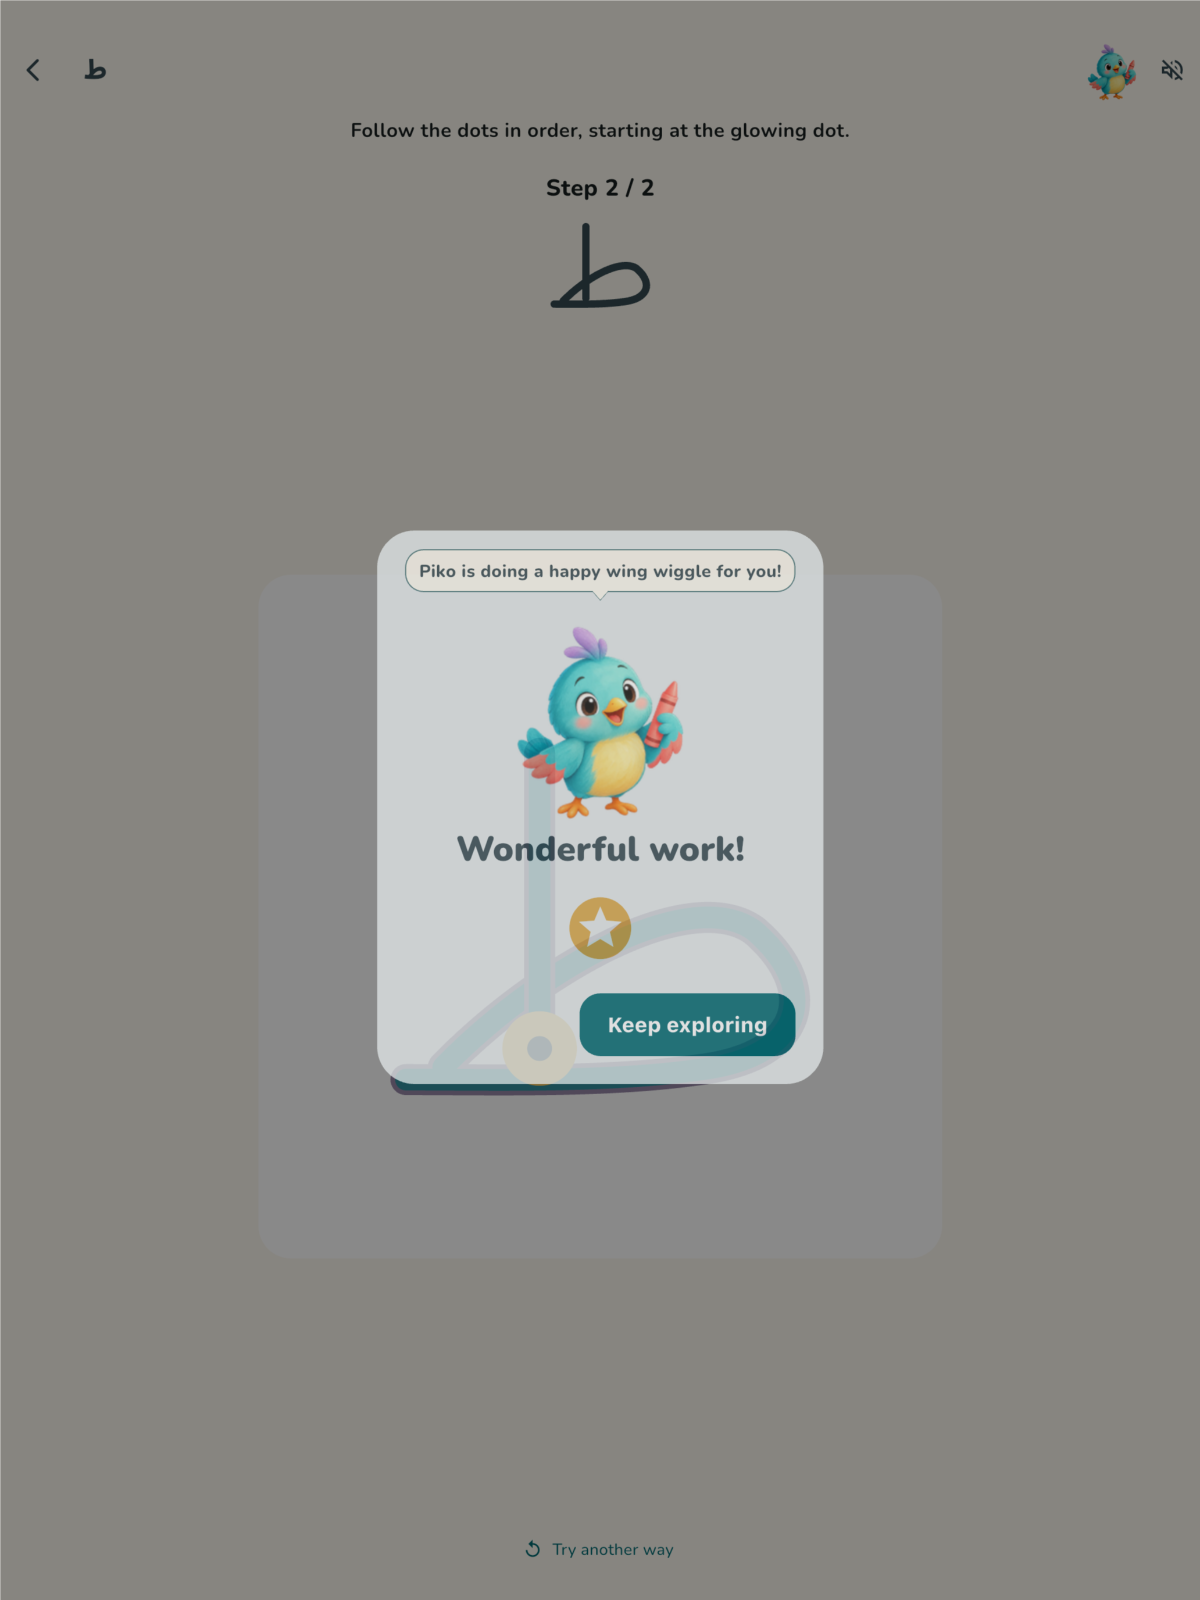 ط
Follow the dots in order, starting at the glowing dot.
Step 2 / 2
ط
Piko is doing a happy wing wiggle for you!
Wonderful work!
ط
Keep exploring
Try another way